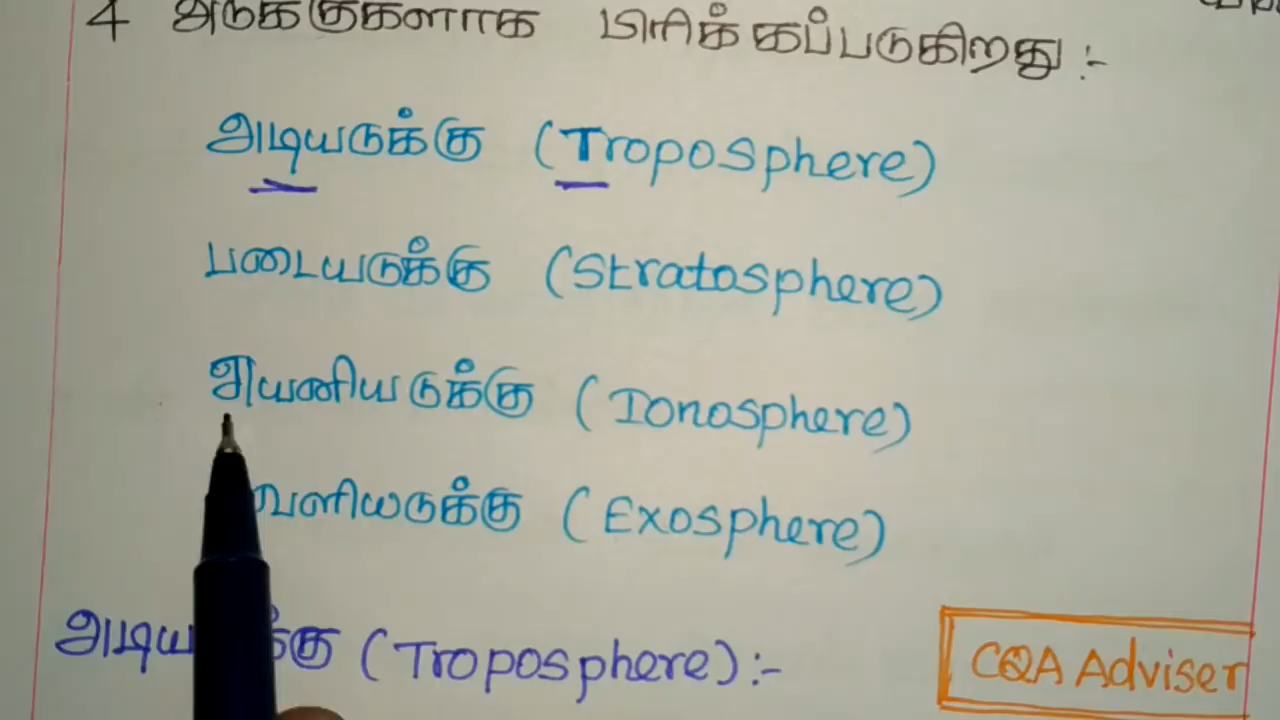 4 அடுக்குகளாக பிரிக்கப்படுகிறது :-
அடியடுக்கு (Troposphere)
படையடுக்கு (Stratosphere)
அயனியடுக்கு (Ionosphere)
வெளியடுக்கு (Exosphere)
(Troposphere) :-
CQA Adviser